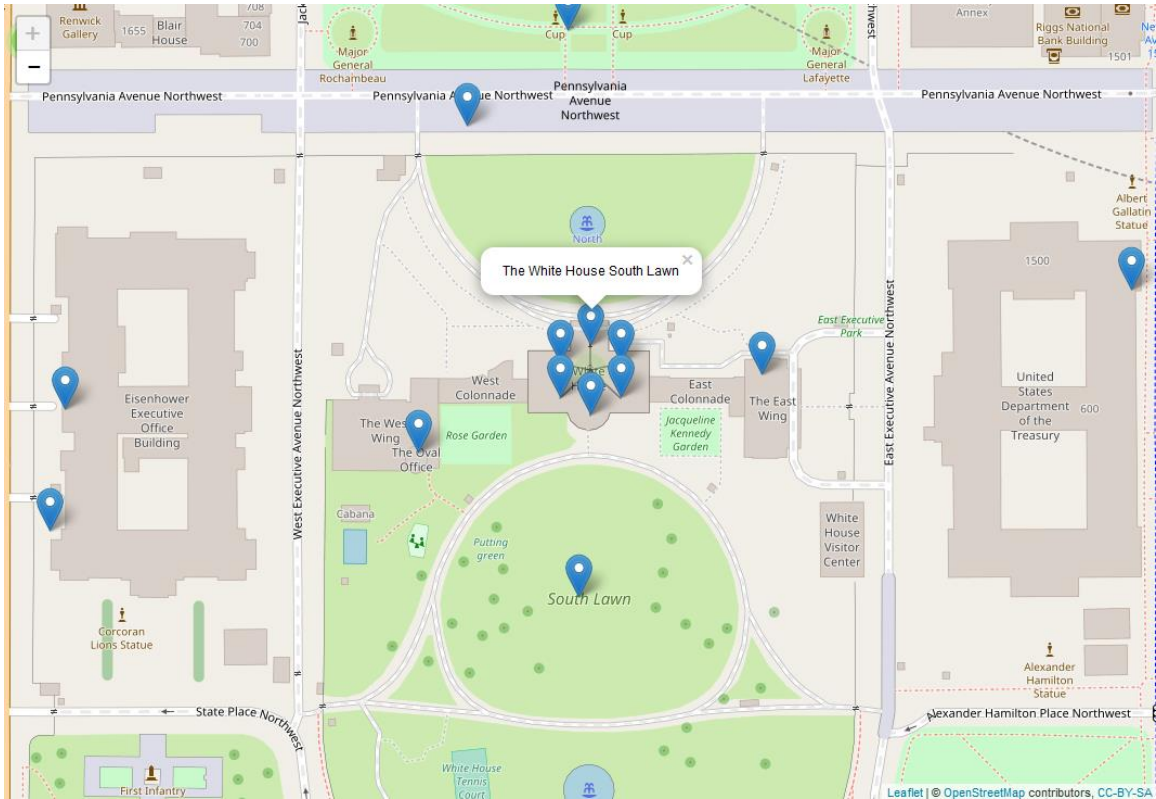 +
−
Renwick
Gallery
1655
Blair
House
708
704
700
Major
General
Rochambeau
Cup
Cup
Major
General
Lafayette
Annex
Riggs National
Bank Building
1501
Pennsylvania Avenue Northwest
Pennsylvania Avenue Northwest
Pennsylvania
Avenue
Northwest
Pennsylvania Avenue Northwest
Albert
Gallatin
Statue
North
The White House South Lawn
×
1500
East Executive
Park
West Executive Avenue Northwest
East Executive Avenue Northwest
Eisenhower
Executive
Office
Building
West
Colonnade
East
Colonnade
The East
Wing
United
States
Department
of the
Treasury
600
The West
Wing
The Oval
Office
Rose Garden
Jacqueline
Kennedy
Garden
Cabana
Putting
green
White
House
Visitor
Center
South Lawn
Corcoran
Lions Statue
Alexander
Hamilton
Statue
State Place Northwest
Alexander Hamilton Place Northwest
First Infantry
White House
Tennis
Court
Leaflet | © OpenStreetMap contributors, CC-BY-SA